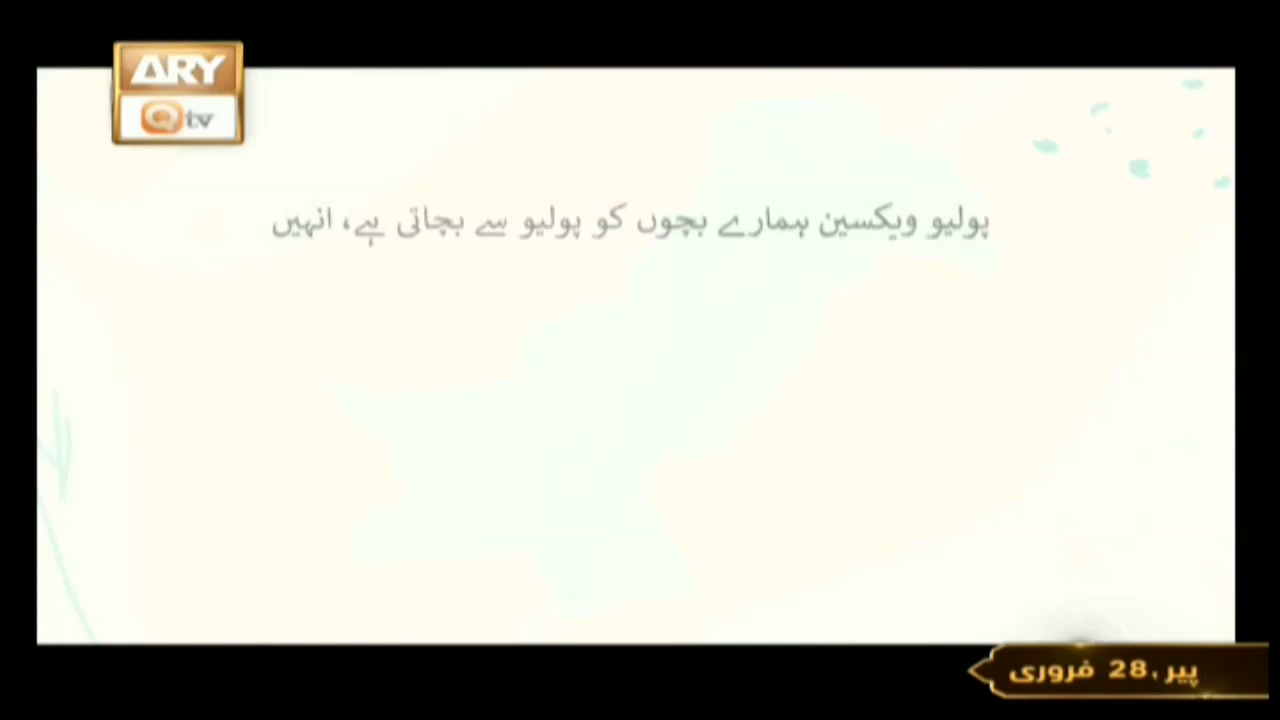 ARY
Qtv
پولیو ویکسین ہمارے بچوں کو پولیو سے بچاتی ہے، انہیں
پیر، 28 فروری